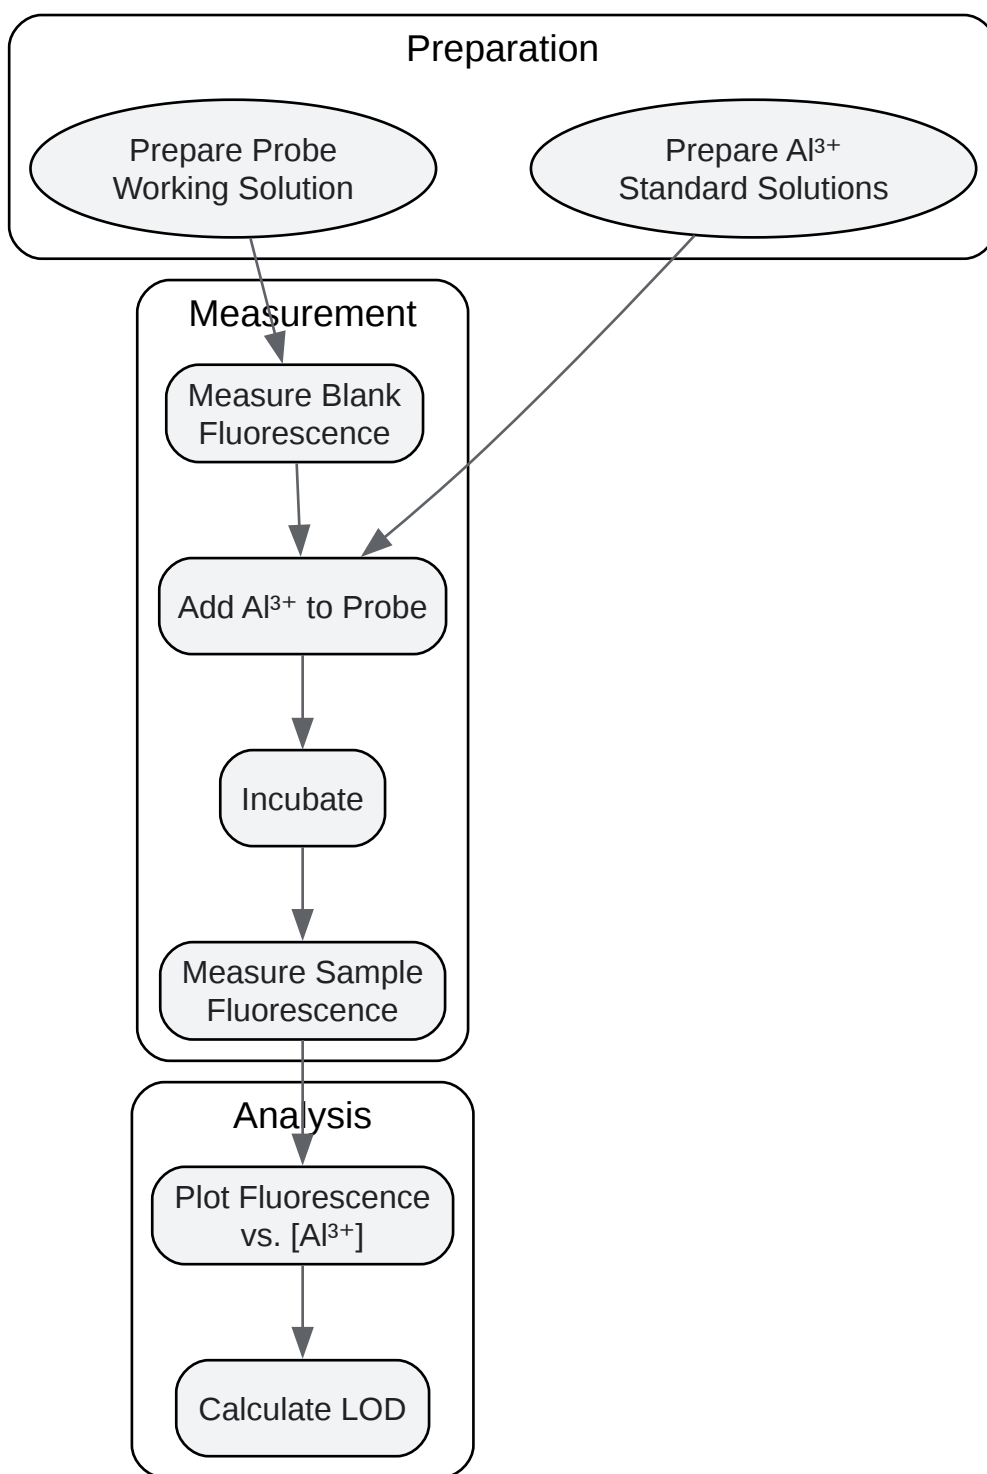 Preparation
Prepare Probe
Working Solution
Prepare Al³⁺
Standard Solutions
Measurement
Measure Blank
Fluorescence
Add Al³⁺ to Probe
Incubate
Measure Sample
Fluorescence
Analysis
Plot Fluorescence
vs. [Al³⁺]
Calculate LOD